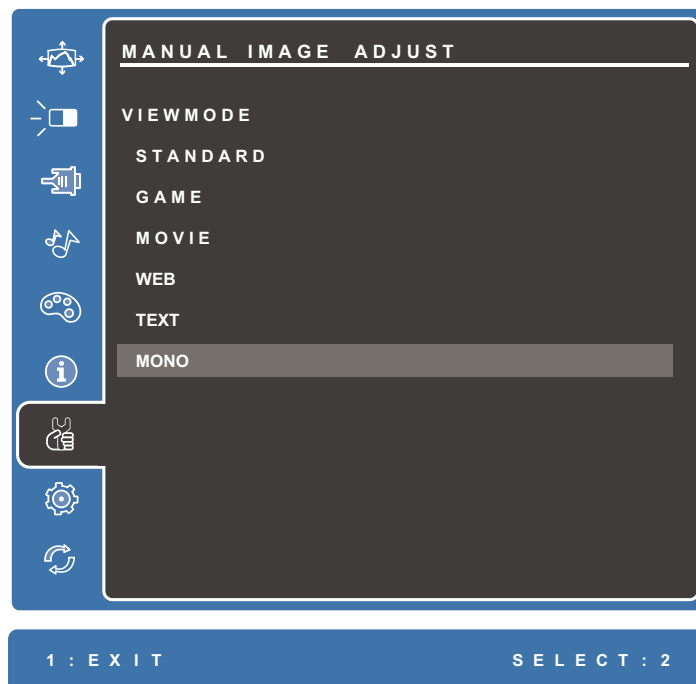 MANUAL IMAGE ADJUST
VIEWMODE
STANDARD
GAME
MOVIE
WEB
TEXT
MONO
1:EXIT SELECT:2